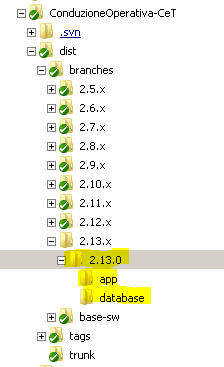 ConduzioneOperativa-CeT
.svn
dist
branches
2.5.x
2.6.x
2.7.x
2.8.x
2.9.x
2.10.x
2.11.x
2.12.x
2.13.x
2.13.0
app
database
base-sw
tags
trunk